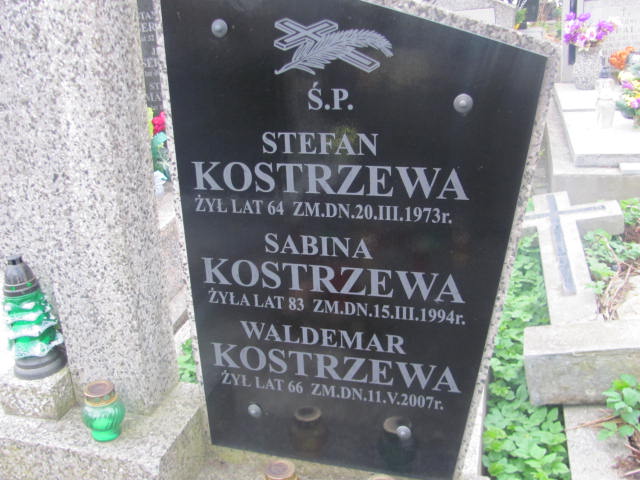 Ś.P.
STEFAN
KOSTRZEWA
ŻYŁ LAT 64 ZM.DN.20.III.1973r.
SABINA
KOSTRZEWA
ŻYŁA LAT 83 ZM.DN.15.III.1994r.
WALDEMAR
KOSTRZEWA
ŻYŁ LAT 66 ZM.DN.11.V.2007r.